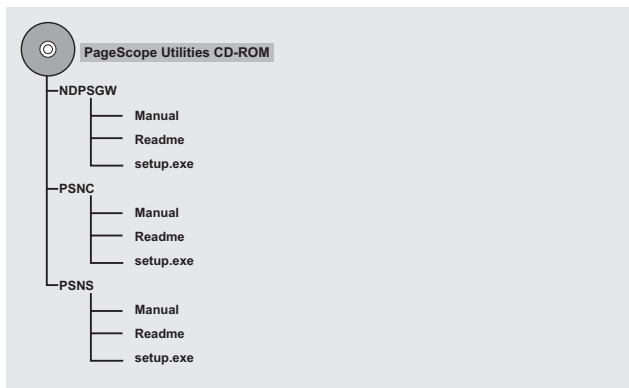 PageScope Utilities CD-ROM
NDPSGW
Manual
Readme
setup.exe
PSNC
Manual
Readme
setup.exe
PSNS
Manual
Readme
setup.exe